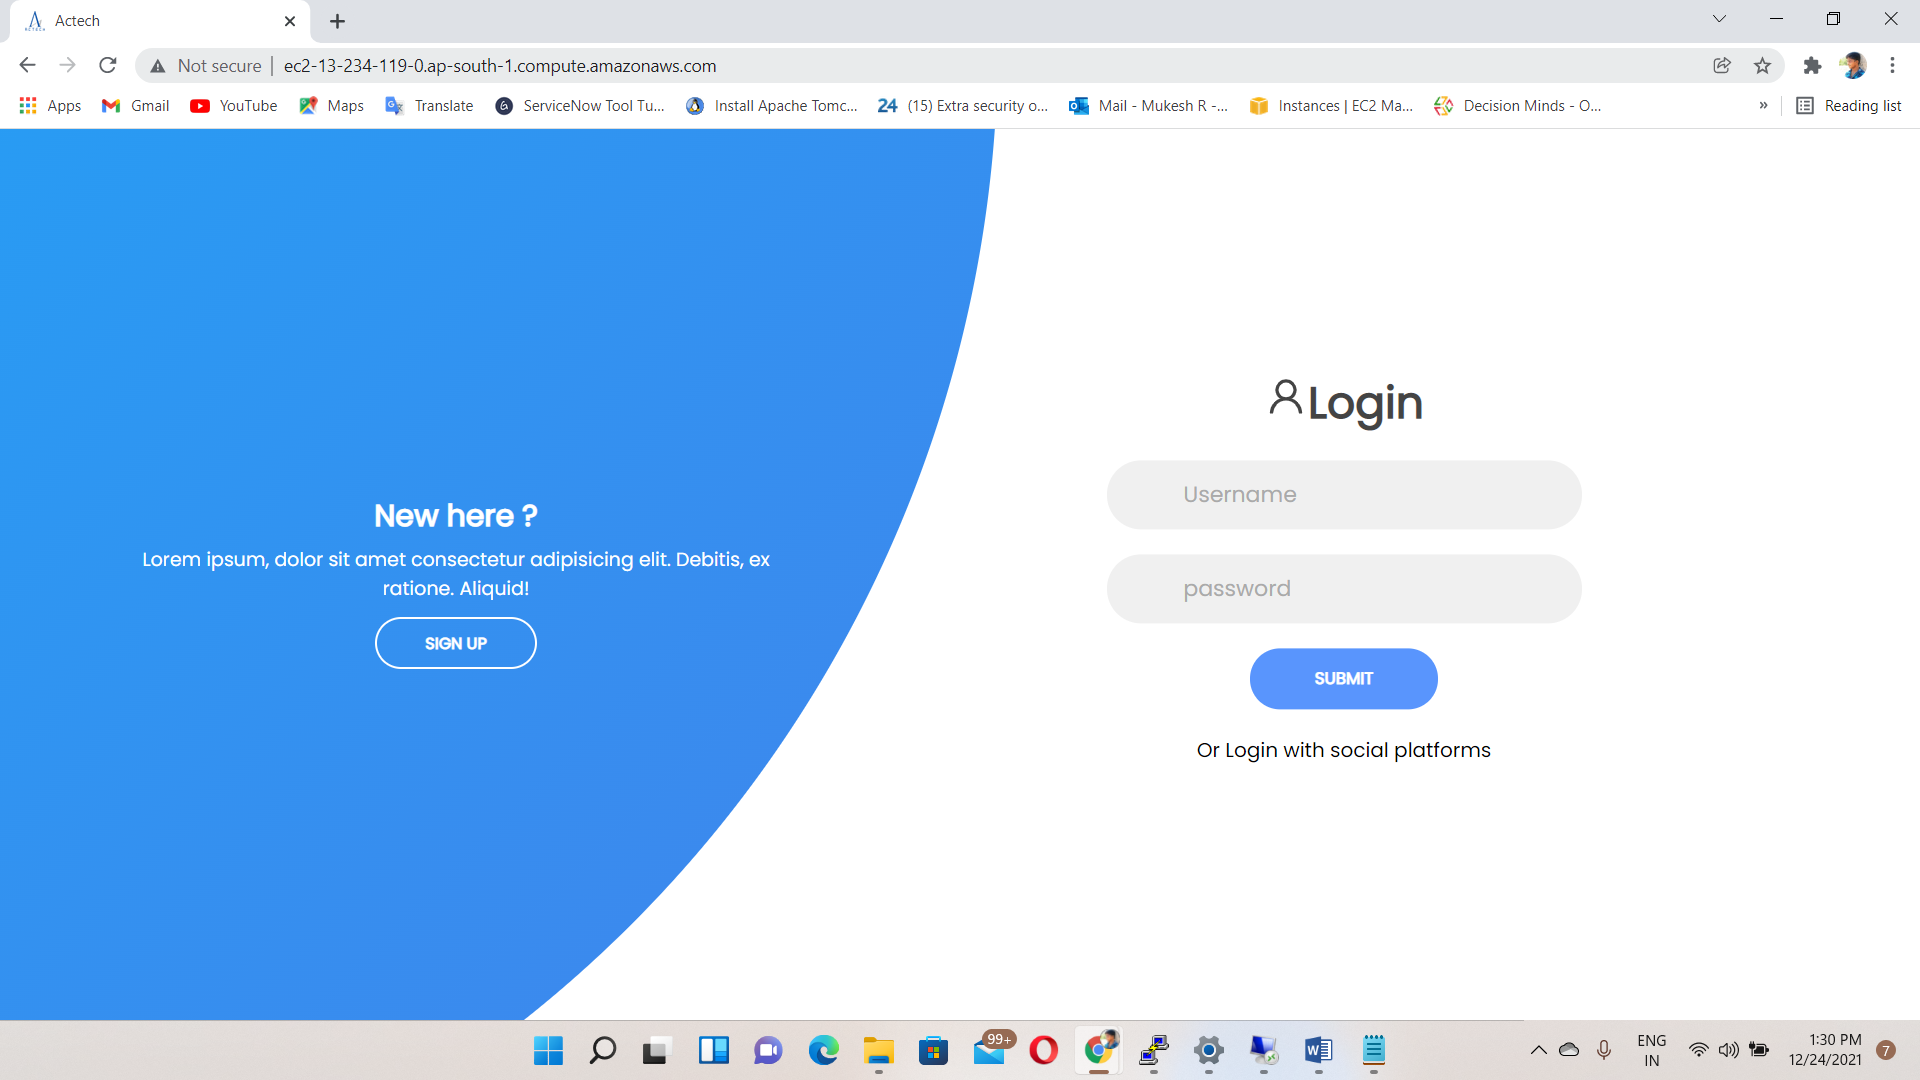 Actech
Not secure
ec2-13-234-119-0.ap-south-1.compute.amazonaws.com
Apps
Gmail
YouTube
Maps
Translate
ServiceNow Tool Tu...
Install Apache Tomc...
24
(15) Extra security o...
Mail - Mukesh R -...
Instances | EC2 Ma...
Decision Minds - O...
»
Reading list
New here ?
Lorem ipsum, dolor sit amet consectetur adipisicing elit. Debitis, ex
ratione. Aliquid!
SIGN UP
Login
Username
password
SUBMIT
Or Login with social platforms
99+
ENG
IN
1:30 PM
12/24/2021
7